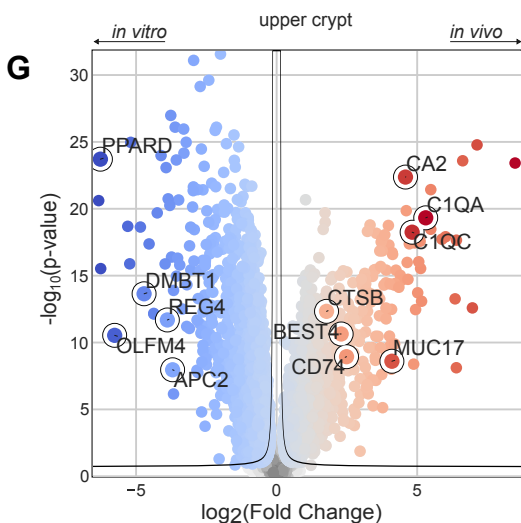 upper crypt
in vitro
in vivo
G
30
25
20
15
10
5
0
-log10(p-value)
PPARD
CA2
C1QA
C1QC
DMBT1
REG4
CTSB
OLFM4
BEST4
APC2
CD74
MUC17
−5
0
5
log2(Fold Change)